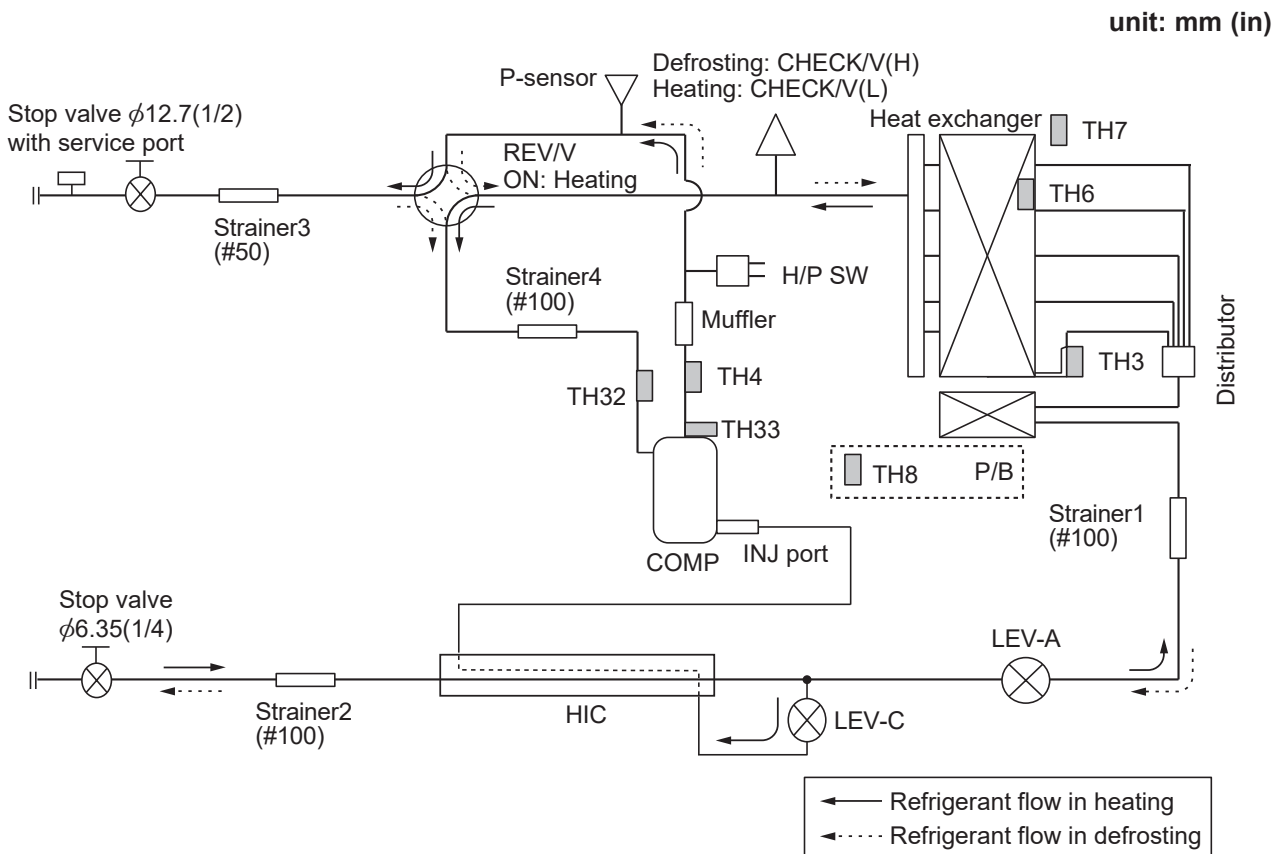 unit: mm (in)
P-sensor
Defrosting: CHECK/V(H)
Heating: CHECK/V(L)
Stop valve ϕ12.7(1/2)
with service port
REV/V
ON: Heating
Heat exchanger
TH7
TH6
Strainer3
(#50)
Strainer4
(#100)
H/P SW
Muffler
TH32
TH4
TH33
TH3
Distributor
TH8
P/B
COMP
INJ port
Strainer1
(#100)
Stop valve
ϕ6.35(1/4)
LEV-A
Strainer2
(#100)
HIC
LEV-C
Refrigerant flow in heating
Refrigerant flow in defrosting